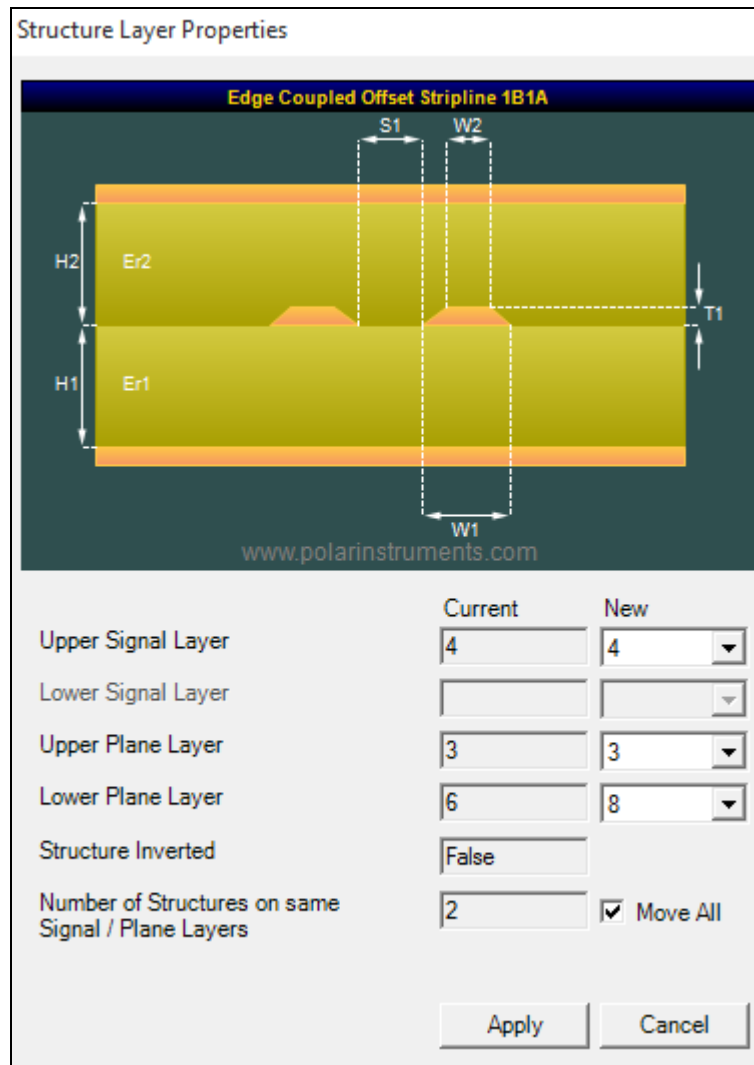 Structure Layer Properties
Edge Coupled Offset Stripline 1B1A
S1 W2
H2 Er2
T1
H1 Er1
W1
www.polarinstruments.com
Current New
Upper Signal Layer 4 4
Lower Signal Layer
Upper Plane Layer 3 3
Lower Plane Layer 6 8
Structure Inverted False
Number of Structures on same 2 Move All
Signal / Plane Layers
Apply Cancel